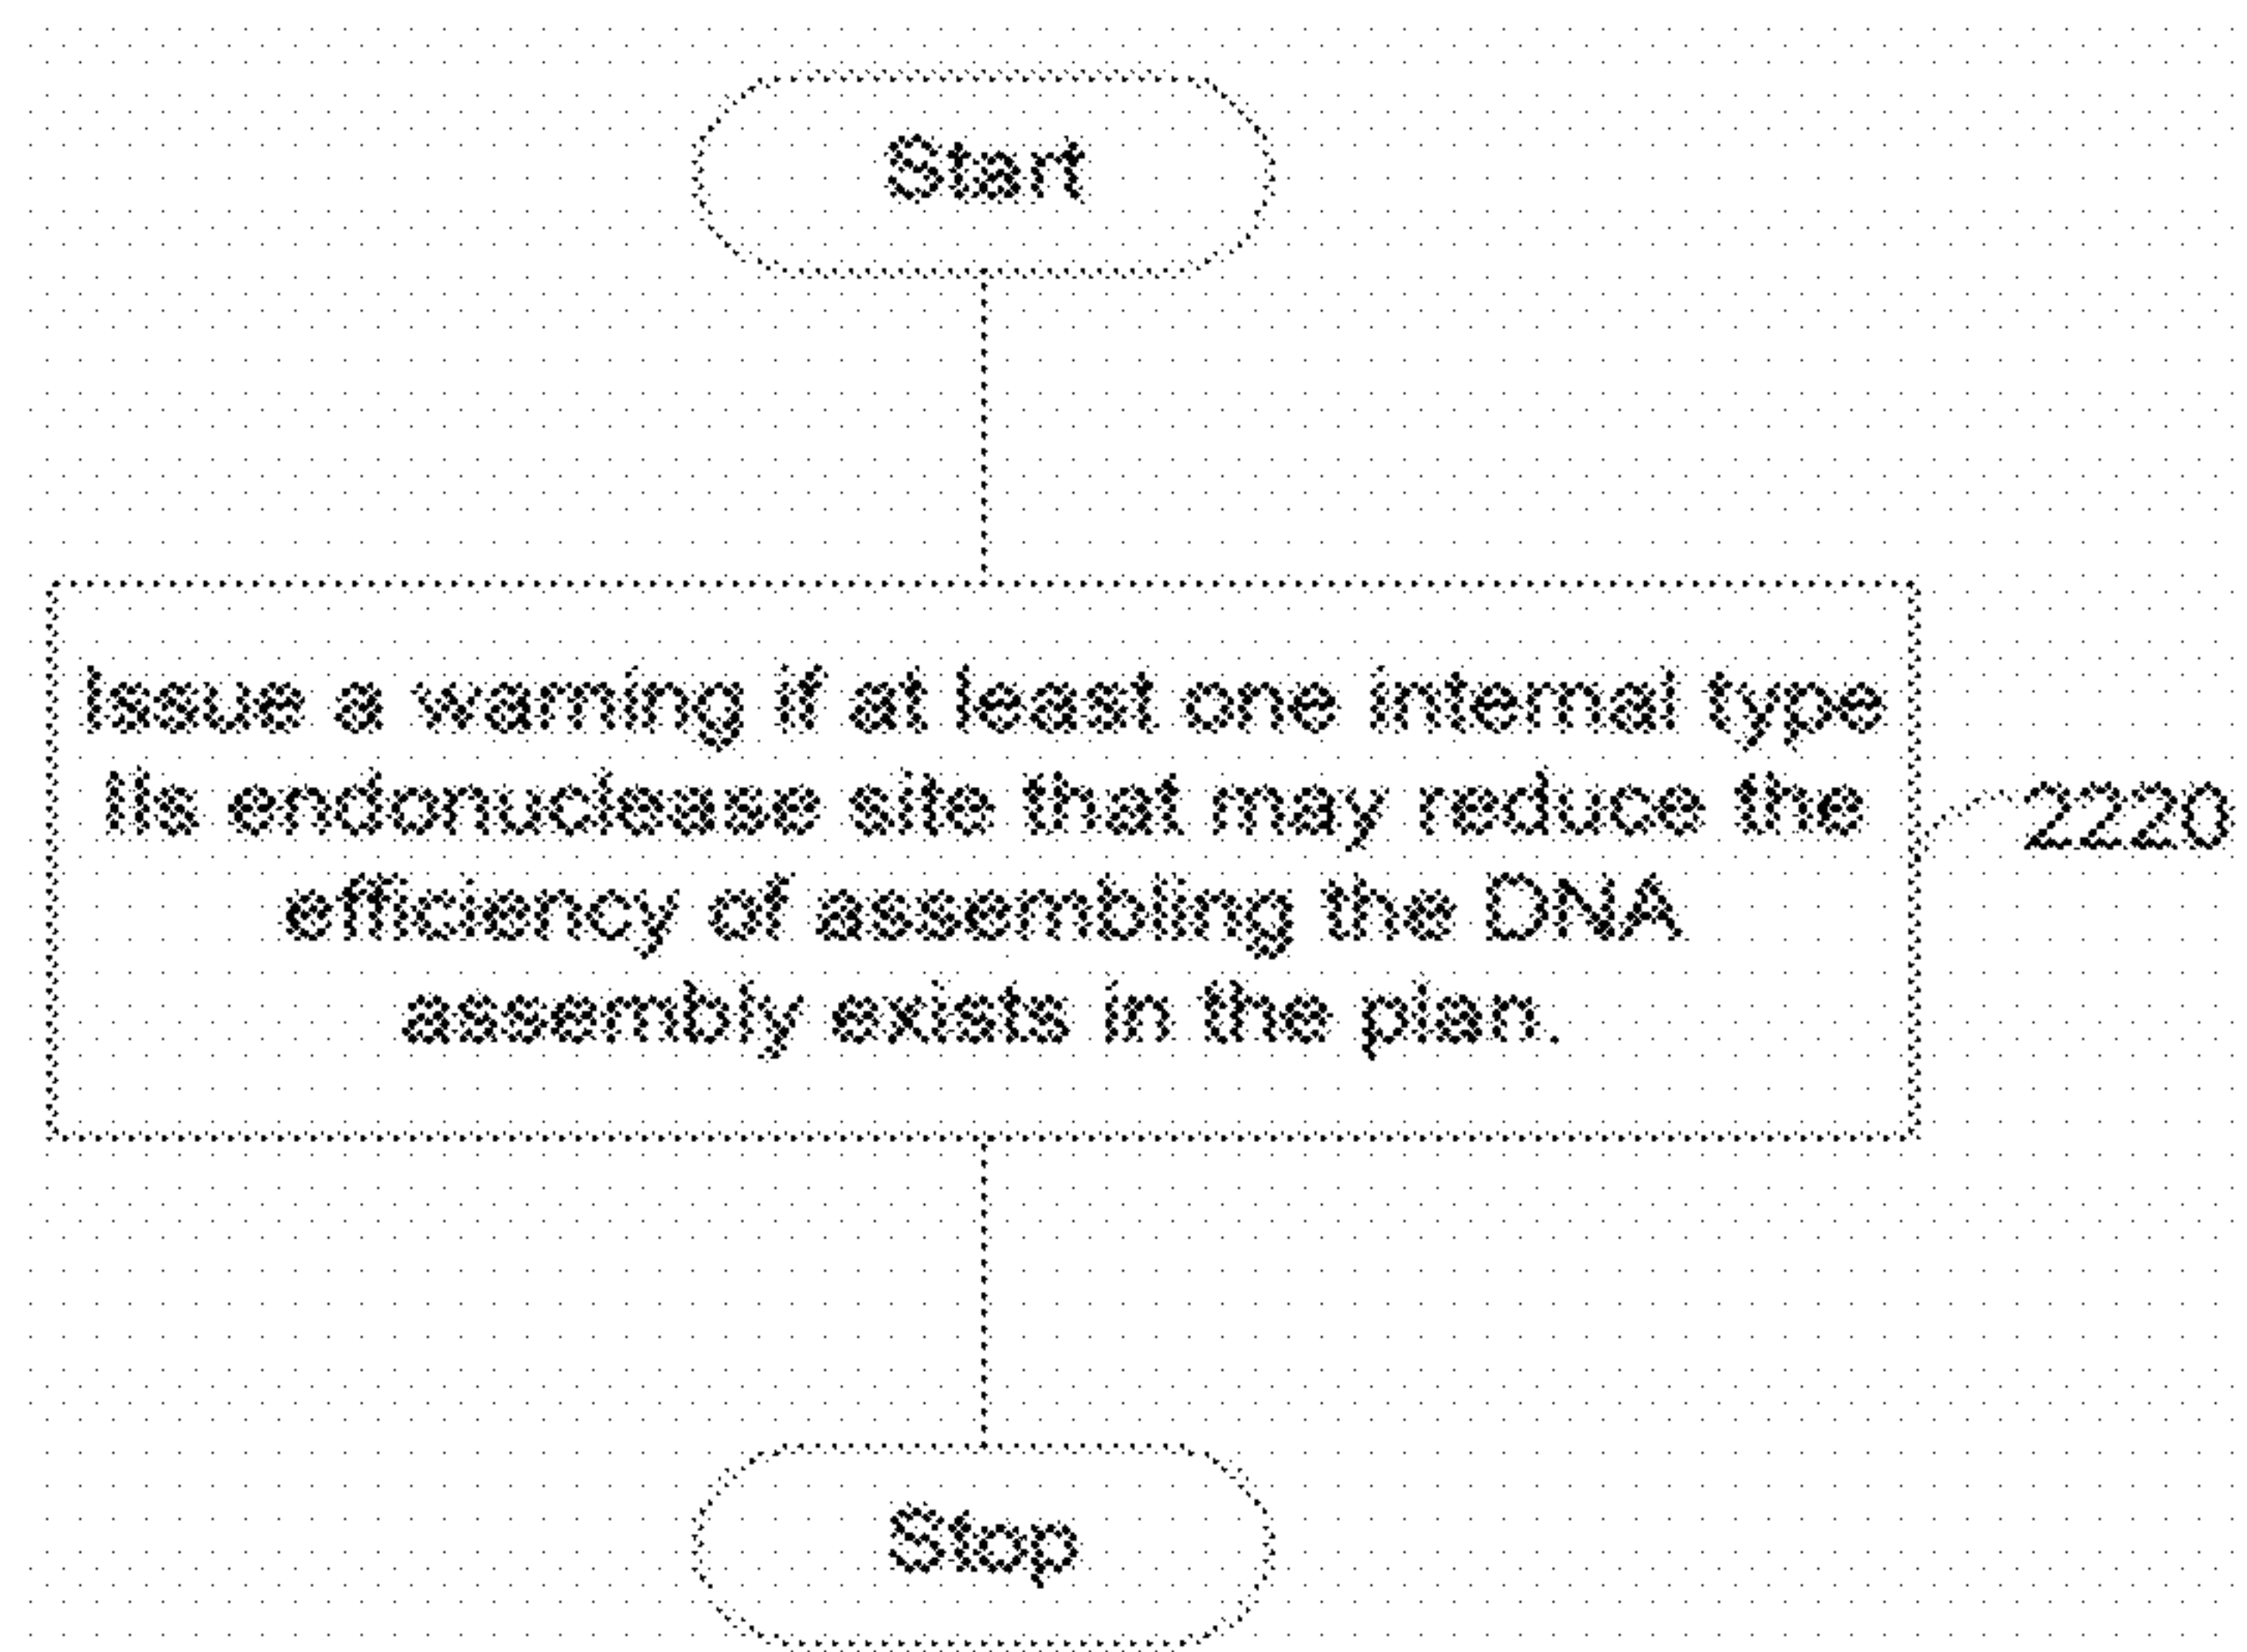 Start
Issue a warning if at least one internal type
IIs endonuclease site that may reduce the
2220
efficiency of assembling the DNA
assembly exists in the plan.
Stop